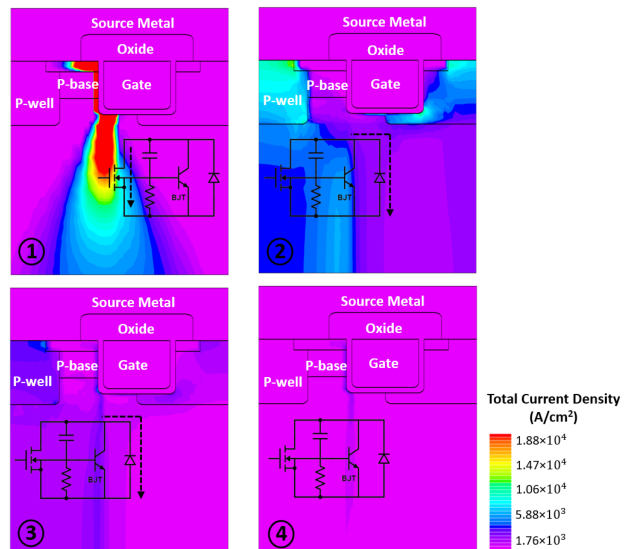 Source Metal
Oxide
P-base
Gate
P-well
BJT
①
Source Metal
Oxide
P-base
Gate
P-well
BJT
②
Source Metal
Oxide
P-base
Gate
P-well
BJT
③
Source Metal
Oxide
P-base
Gate
P-well
BJT
④
Total Current Density
(A/cm²)
1.88×10⁴
1.47×10⁴
1.06×10⁴
5.88×10³
1.76×10³